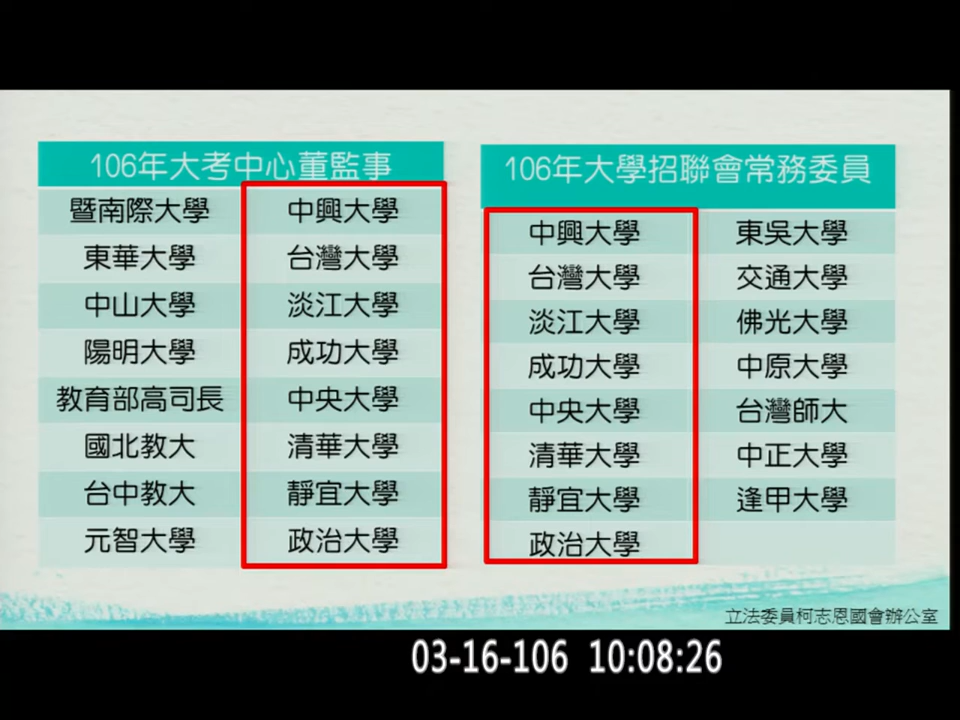 106年大考中心董監事
暨南際大學 中興大學
東華大學 台灣大學
中山大學 淡江大學
陽明大學 成功大學
教育部高司長 中央大學
國北教大 清華大學
台中教大 靜宜大學
元智大學 政治大學
106年大學招聯會常務委員
中興大學 東吳大學
台灣大學 交通大學
淡江大學 佛光大學
成功大學 中原大學
中央大學 台灣師大
清華大學 中正大學
靜宜大學 逢甲大學
政治大學
立法委員柯志恩國會辦公室
03-16-106 10:08:26